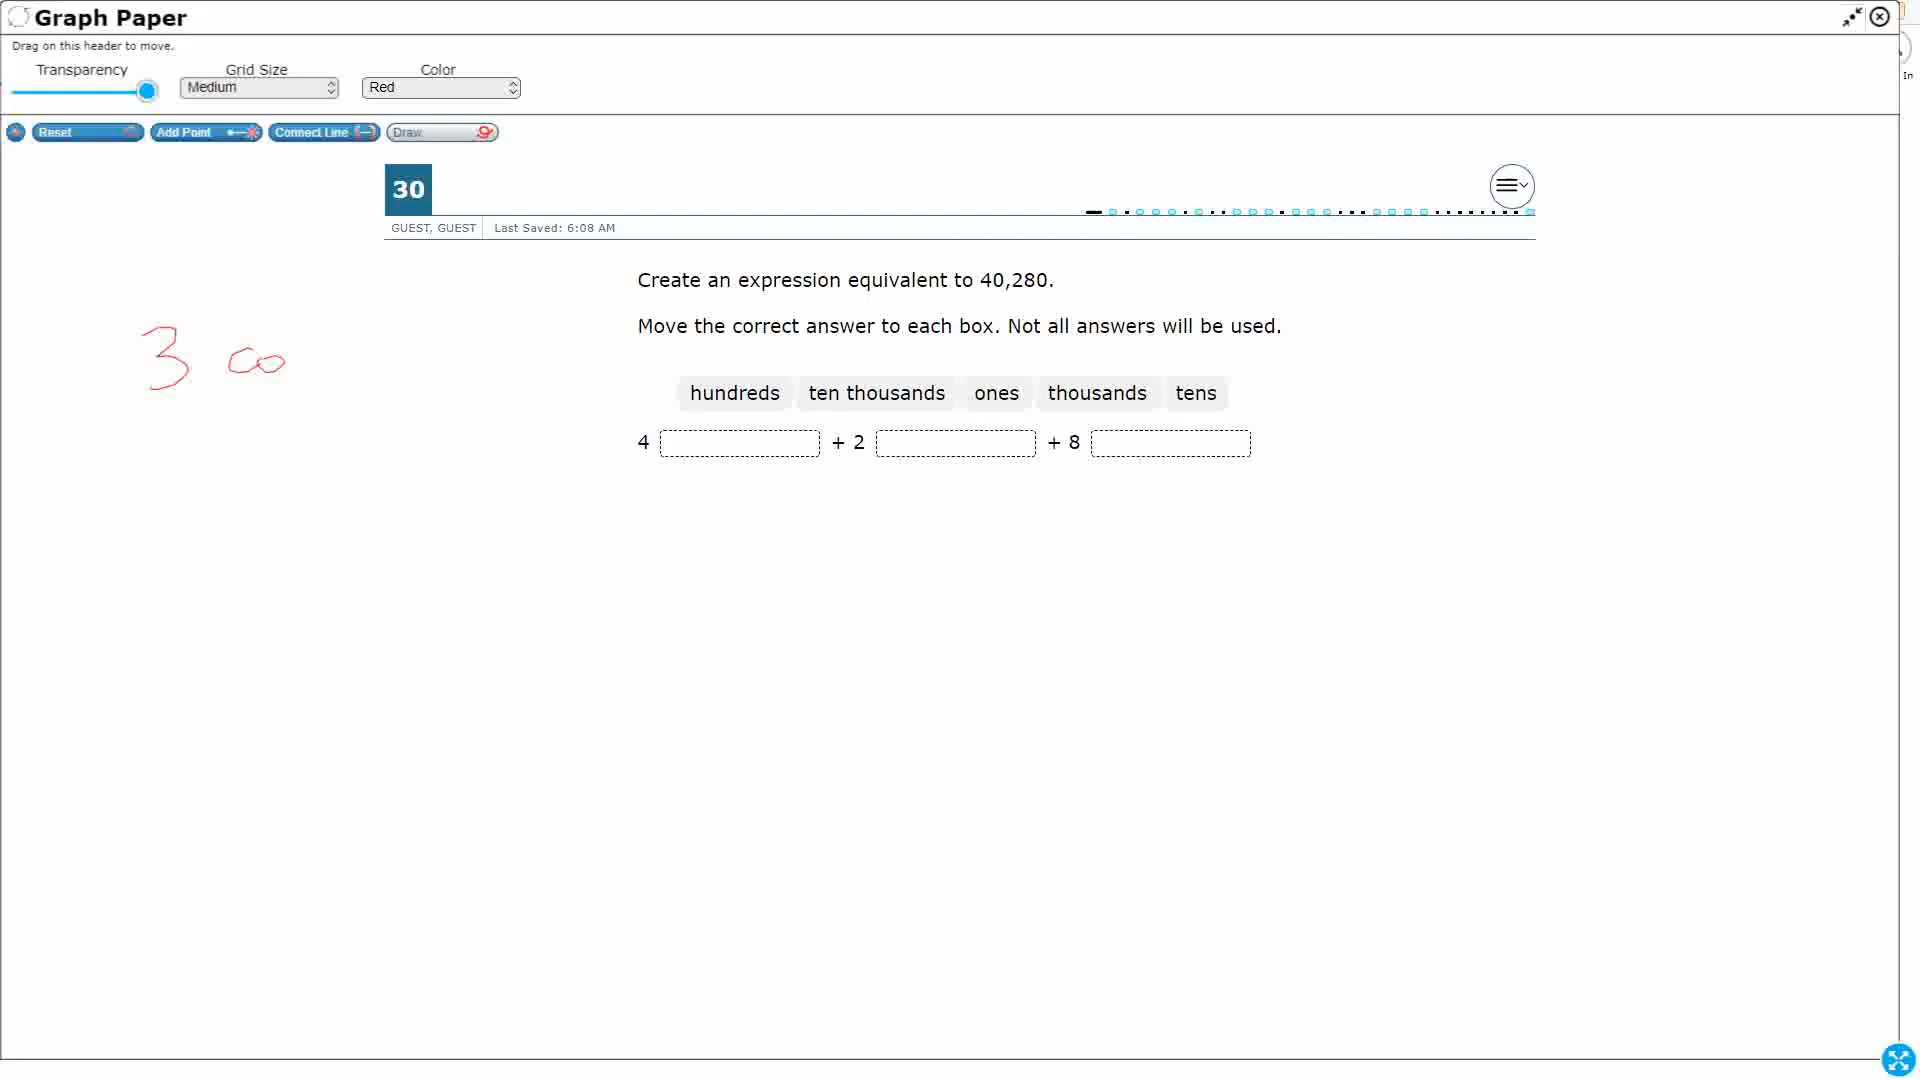 Graph Paper
Drag on this header to move.
Transparency Grid Size Color
Medium Red
In
Reset Add Point Connect Line Draw
30
GUEST, GUEST Last Saved: 6:08 AM
Create an expression equivalent to 40,280.
Move the correct answer to each box. Not all answers will be used.
3 co
hundreds ten thousands ones thousands tens
4 + 2 + 8